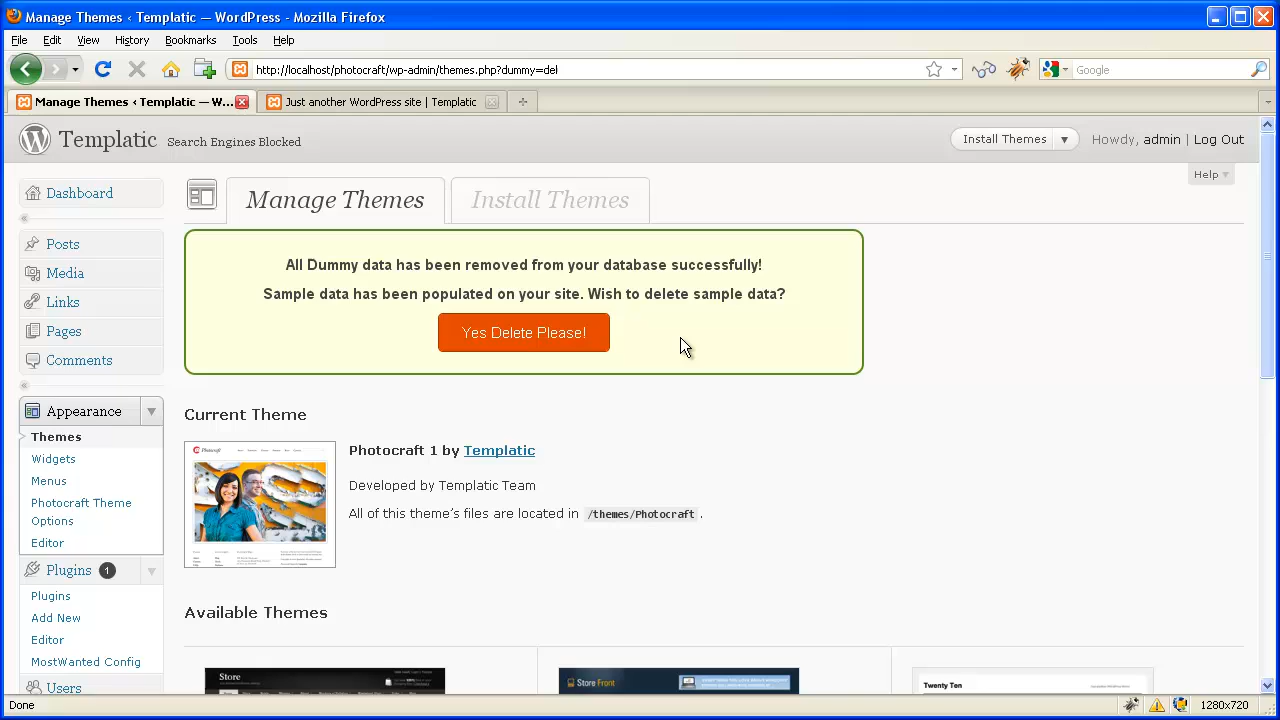 Manage Themes ‹ Templatic — WordPress - Mozilla Firefox
File Edit View History Bookmarks Tools Help
http://localhost/photocraft/wp-admin/themes.php?dummy=del
Google
Manage Themes ‹ Templatic — W...
Just another WordPress site | Templatic
Templatic
Search Engines Blocked
Install Themes
Howdy, admin | Log Out
Help
Dashboard
Posts
Media
Links
Pages
Comments
Appearance
Themes
Widgets
Menus
Photocraft Theme
Options
Editor
Plugins 1
Plugins
Add New
Editor
MostWanted Config
Manage Themes
Install Themes
All Dummy data has been removed from your database successfully!
Sample data has been populated on your site. Wish to delete sample data?
Yes Delete Please!
Current Theme
Photocraft
Photocraft 1 by Templatic
Developed by Templatic Team
All of this theme's files are located in /themes/Photocraft .
Available Themes
Store
Store Front
Twenty Ten
Done
1280x720